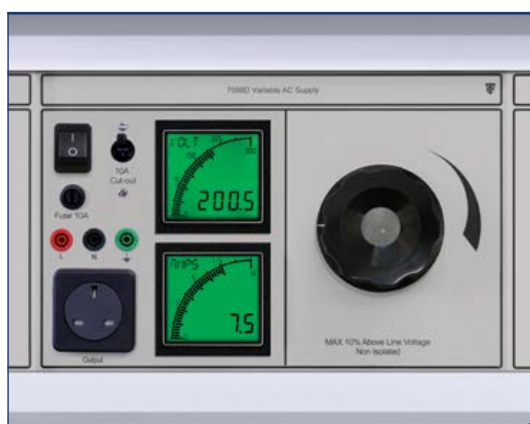 Variable AC Supply
10A
Cut-out
Fuse 10A
L
N
Output
VOLT
200.5
AMPS
7.5
MAX 10% Above Line Voltage
Non Isolated